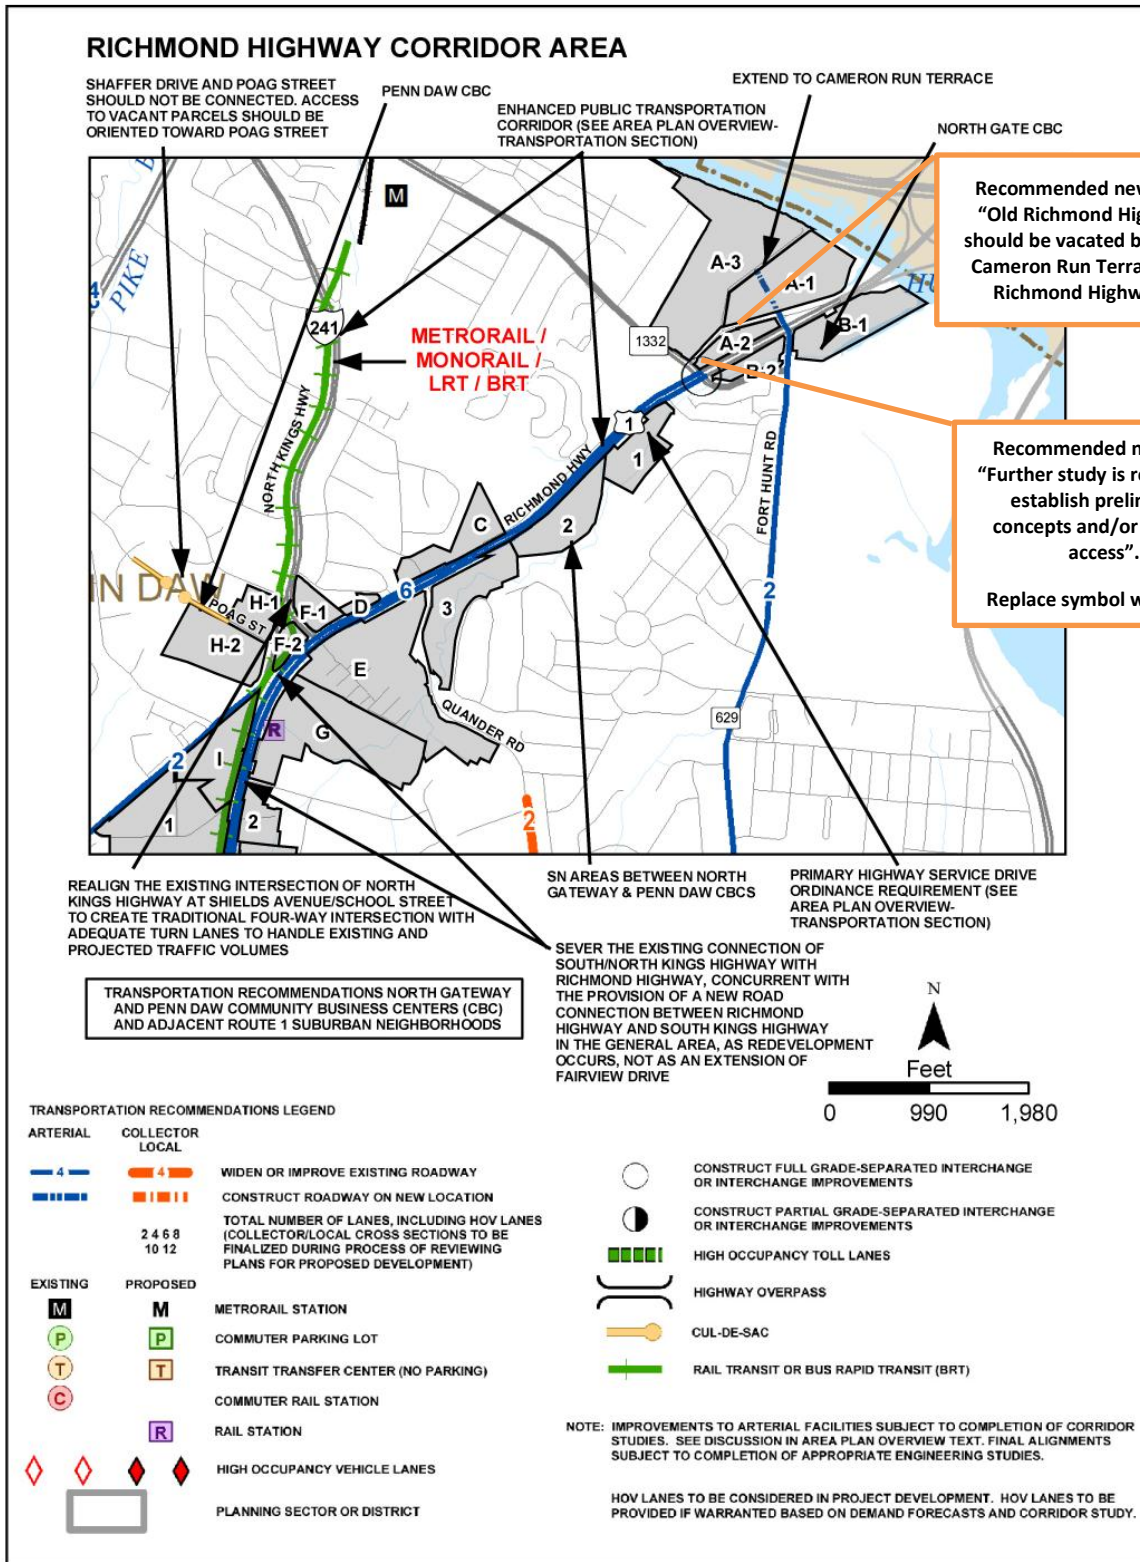 RICHMOND HIGHWAY CORRIDOR AREA
SHAFFER DRIVE AND POAG STREET
SHOULD NOT BE CONNECTED. ACCESS
TO VACANT PARCELS SHOULD BE
ORIENTED TOWARD POAG STREET
PENN DAW CBC
ENHANCED PUBLIC TRANSPORTATION
CORRIDOR (SEE AREA PLAN OVERVIEW-
TRANSPORTATION SECTION)
EXTEND TO CAMERON RUN TERRACE
NORTH GATE CBC
Recommended nev
“Old Richmond Hig
should be vacated b
Cameron Run Terra
Richmond Highw
Recommended n
“Further study is re
establish prelin
concepts and/or
access”.
Replace symbol w
M
PIKE
4
241
METRORAIL /
MONORAIL /
LRT / BRT
NORTH KINGS HWY
A-3
A-1
HU
1332
A-2
B-1
B-2
1
1
RICHMOND HWY
FORT HUNT RD
C
2
6
2
IN DAW
POAG ST
H-1
F-1
D
3
H-2
F-2
E
QUANDER RD
R
G
629
2
I
1
2
2
REALIGN THE EXISTING INTERSECTION OF NORTH
KINGS HIGHWAY AT SHIELDS AVENUE/SCHOOL STREET
TO CREATE TRADITIONAL FOUR-WAY INTERSECTION WITH
ADEQUATE TURN LANES TO HANDLE EXISTING AND
PROJECTED TRAFFIC VOLUMES
SN AREAS BETWEEN NORTH
GATEWAY & PENN DAW CBCS
PRIMARY HIGHWAY SERVICE DRIVE
ORDINANCE REQUIREMENT (SEE
AREA PLAN OVERVIEW-
TRANSPORTATION SECTION)
SEVER THE EXISTING CONNECTION OF
SOUTH/NORTH KINGS HIGHWAY WITH
RICHMOND HIGHWAY, CONCURRENT WITH
THE PROVISION OF A NEW ROAD
CONNECTION BETWEEN RICHMOND
HIGHWAY AND SOUTH KINGS HIGHWAY
IN THE GENERAL AREA, AS REDEVELOPMENT
OCCURS, NOT AS AN EXTENSION OF
FAIRVIEW DRIVE
TRANSPORTATION RECOMMENDATIONS NORTH GATEWAY
AND PENN DAW COMMUNITY BUSINESS CENTERS (CBC)
AND ADJACENT ROUTE 1 SUBURBAN NEIGHBORHOODS
N
Feet
0 990 1,980
TRANSPORTATION RECOMMENDATIONS LEGEND
ARTERIAL COLLECTOR
LOCAL
4 4 WIDEN OR IMPROVE EXISTING ROADWAY
CONSTRUCT ROADWAY ON NEW LOCATION
2 4 6 8
10 12
TOTAL NUMBER OF LANES, INCLUDING HOV LANES
(COLLECTOR/LOCAL CROSS SECTIONS TO BE
FINALIZED DURING PROCESS OF REVIEWING
PLANS FOR PROPOSED DEVELOPMENT)
EXISTING PROPOSED
M M METRORAIL STATION
P P COMMUTER PARKING LOT
T T TRANSIT TRANSFER CENTER (NO PARKING)
C COMMUTER RAIL STATION
R RAIL STATION
HIGH OCCUPANCY VEHICLE LANES
PLANNING SECTOR OR DISTRICT
CONSTRUCT FULL GRADE-SEPARATED INTERCHANGE
OR INTERCHANGE IMPROVEMENTS
CONSTRUCT PARTIAL GRADE-SEPARATED INTERCHANGE
OR INTERCHANGE IMPROVEMENTS
HIGH OCCUPANCY TOLL LANES
HIGHWAY OVERPASS
CUL-DE-SAC
RAIL TRANSIT OR BUS RAPID TRANSIT (BRT)
NOTE: IMPROVEMENTS TO ARTERIAL FACILITIES SUBJECT TO COMPLETION OF CORRIDOR
STUDIES. SEE DISCUSSION IN AREA PLAN OVERVIEW TEXT. FINAL ALIGNMENTS
SUBJECT TO COMPLETION OF APPROPRIATE ENGINEERING STUDIES.
HOV LANES TO BE CONSIDERED IN PROJECT DEVELOPMENT. HOV LANES TO BE
PROVIDED IF WARRANTED BASED ON DEMAND FORECASTS AND CORRIDOR STUDY.